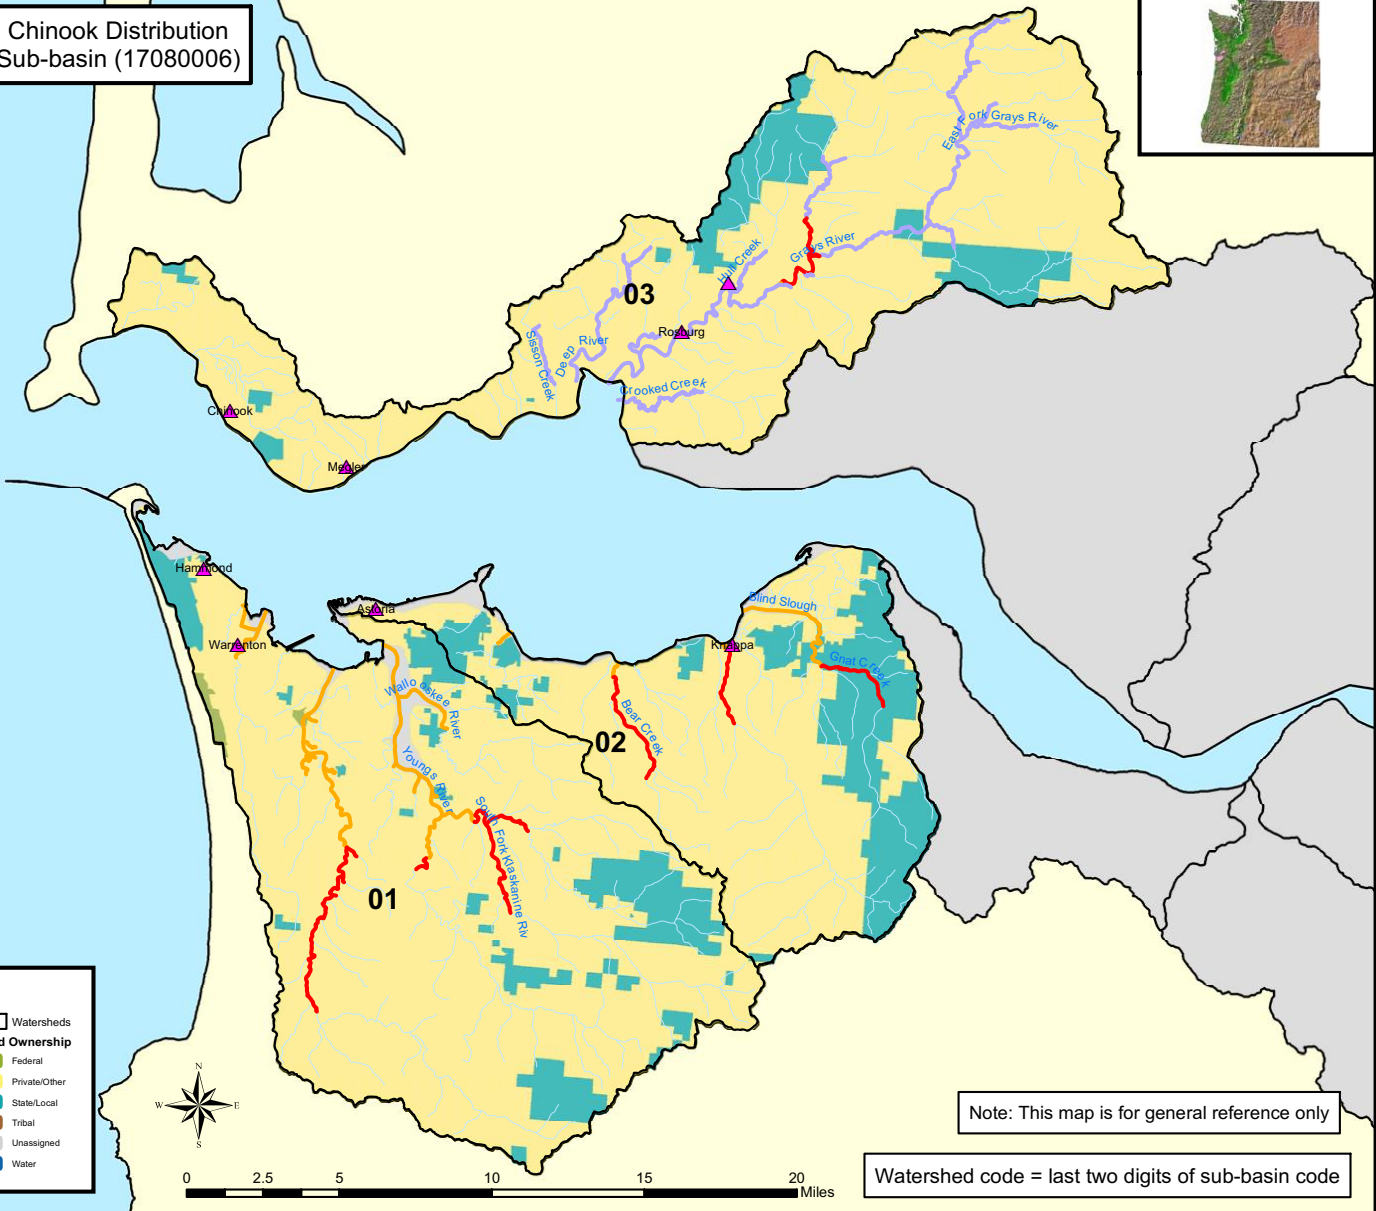 Chinook Distribution
Sub-basin (17080006)
East Fork Grays River
Grays River
Hull Creek
03
Rosburg
Deep River
Sisson Creek
Crooked Creek
Chinook
Megler
Hammond
Astoria
Warrenton
Blind Slough
Knappa
Gnat Creek
Wallooskee River
Bear Creek
02
Youngs River
South Fork Klaskanine Riv
01
Watersheds
d Ownership
Federal
Private/Other
State/Local
Tribal
Unassigned
Water
N
W E
S
Note: This map is for general reference only
Watershed code = last two digits of sub-basin code
0 2.5 5 10 15 20
Miles